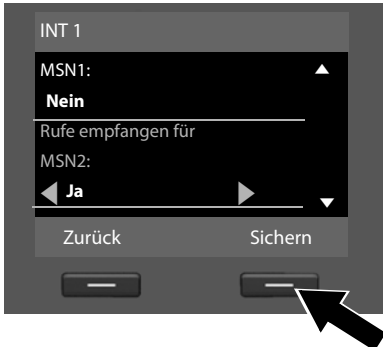 INT 1
MSN1:
Nein
Rufe empfangen für
MSN2:
Ja
Zurück Sichern